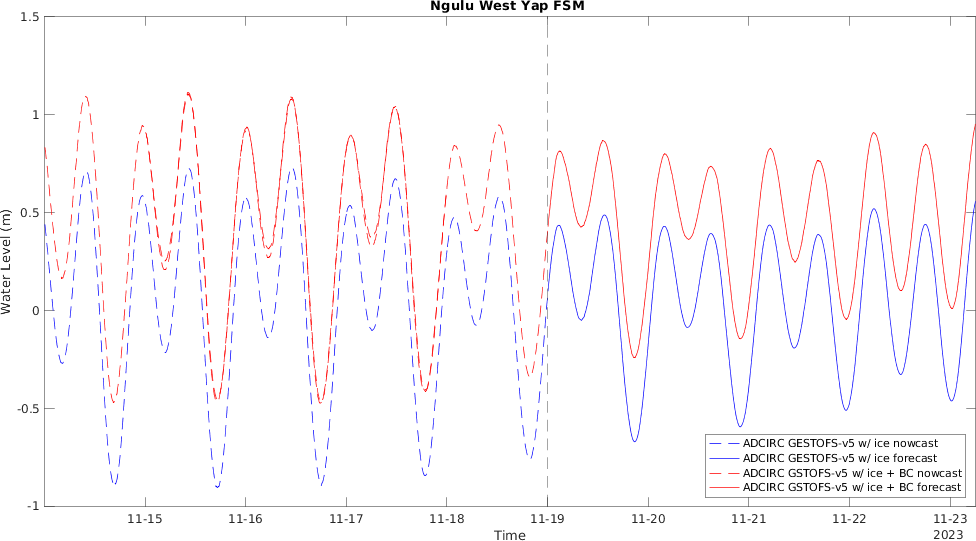 Ngulu West Yap FSM
1.5
1
0.5
0
-0.5
-1
Water Level (m)
11-15 11-16 11-17 11-18 11-19 11-20 11-21 11-22 11-23
Time
2023
ADCIRC GESTOFS-v5 w/ ice nowcast
ADCIRC GESTOFS-v5 w/ ice forecast
ADCIRC GSTOFS-v5 w/ ice + BC nowcast
ADCIRC GSTOFS-v5 w/ ice + BC forecast